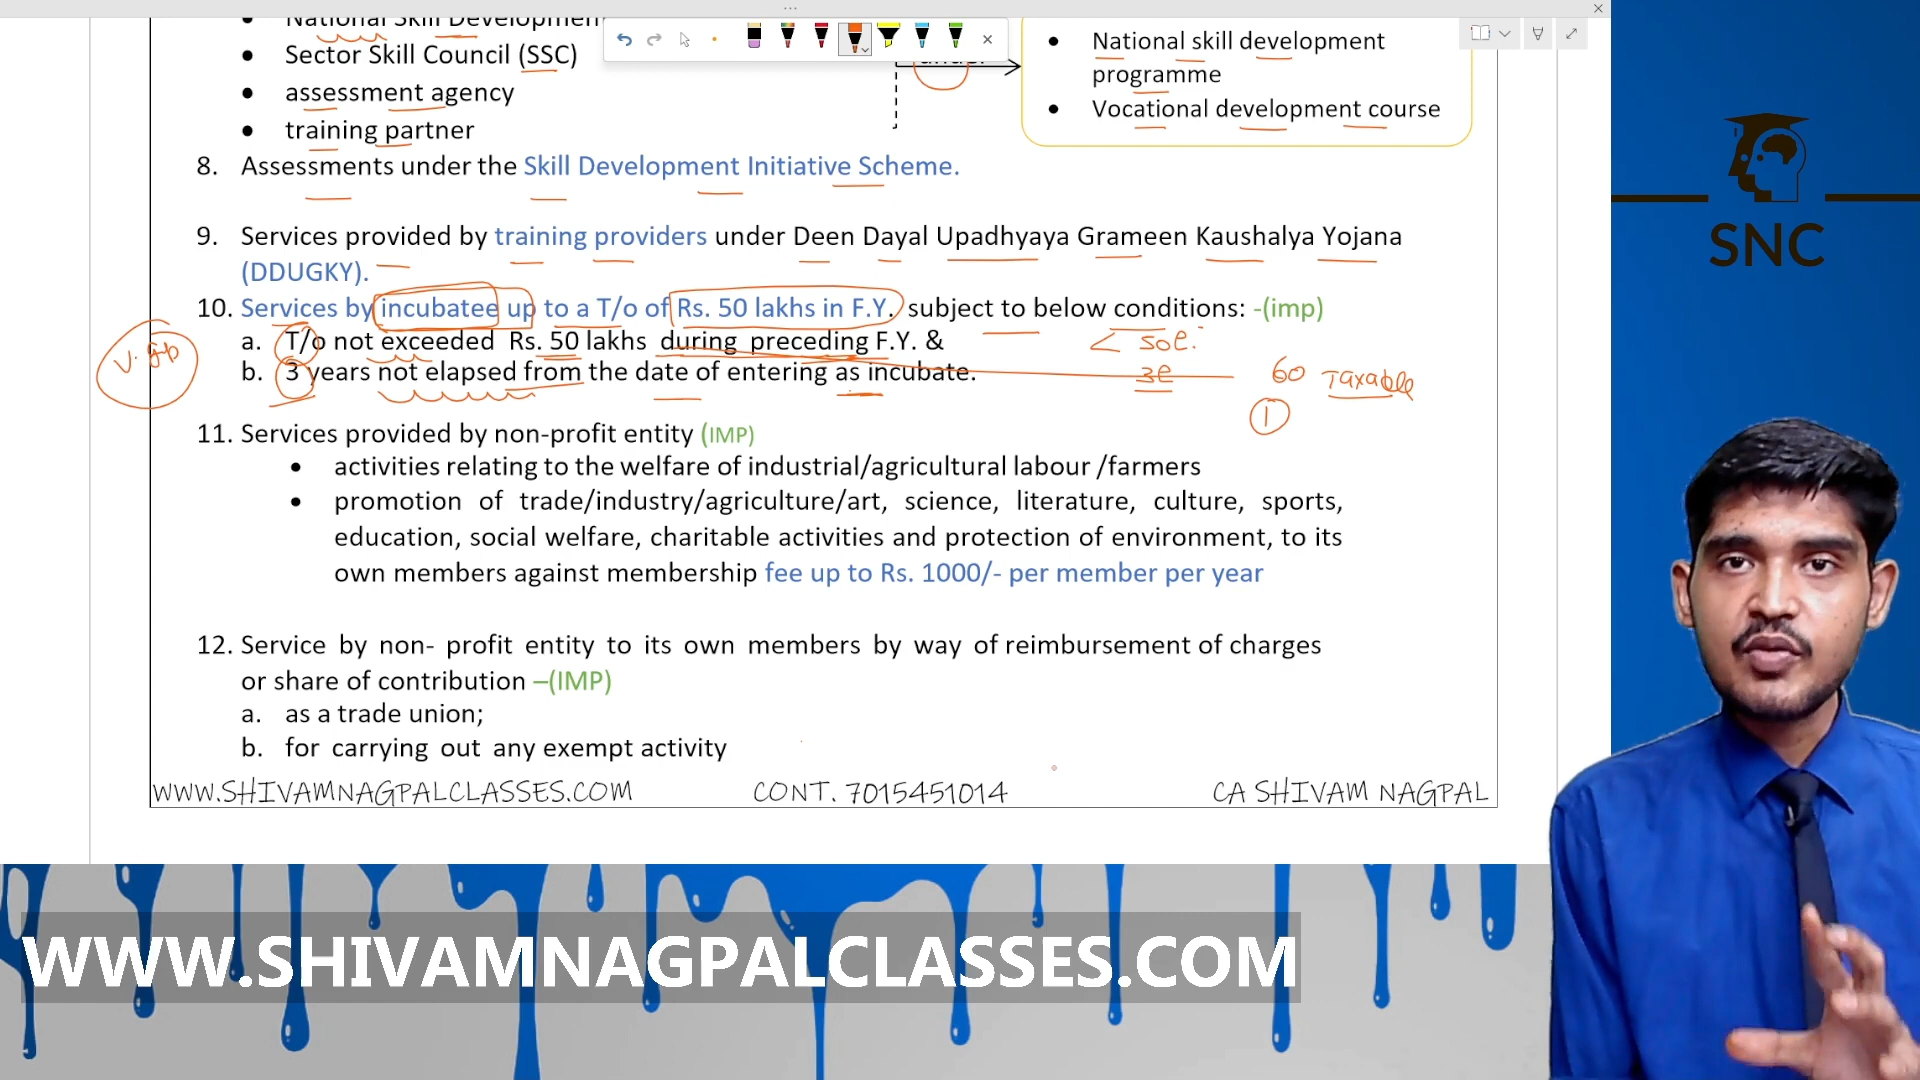 National Skill Development
Sector Skill Council (SSC)
assessment agency
training partner
under
National skill development
programme
Vocational development course
8. Assessments under the Skill Development Initiative Scheme.
9. Services provided by training providers under Deen Dayal Upadhyaya Grameen Kaushalya Yojana
(DDUGKY).
10. Services by incubatee up to a T/o of Rs. 50 lakhs in F.Y. subject to below conditions: -(imp)
a. T/o not exceeded Rs. 50 lakhs during preceding F.Y. &
< 50l.
b. 3 years not elapsed from the date of entering as incubate.
3l
60 Taxable
1
11. Services provided by non-profit entity (IMP)
activities relating to the welfare of industrial/agricultural labour /farmers
promotion of trade/industry/agriculture/art, science, literature, culture, sports,
education, social welfare, charitable activities and protection of environment, to its
own members against membership fee up to Rs. 1000/- per member per year
12. Service by non- profit entity to its own members by way of reimbursement of charges
or share of contribution –(IMP)
a. as a trade union;
b. for carrying out any exempt activity
WWW.SHIVAMNAGPALCLASSES.COM CONT. 7015451014 CA SHIVAM NAGPAL
SNC
WWW.SHIVAMNAGPALCLASSES.COM